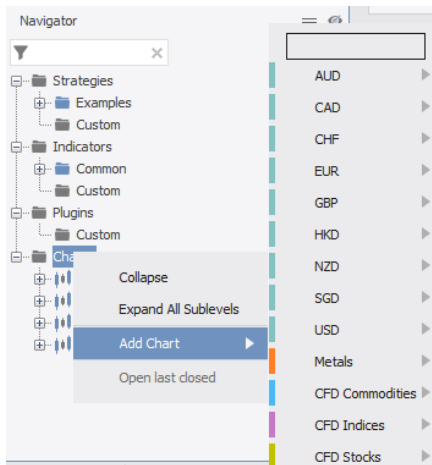 Navigator
Strategies
Examples
Custom
Indicators
Common
Custom
Plugins
Custom
Cha
Collapse
Expand All Sublevels
Add Chart
Open last closed
AUD
CAD
CHF
EUR
GBP
HKD
NZD
SGD
USD
Metals
CFD Commodities
CFD Indices
CFD Stocks